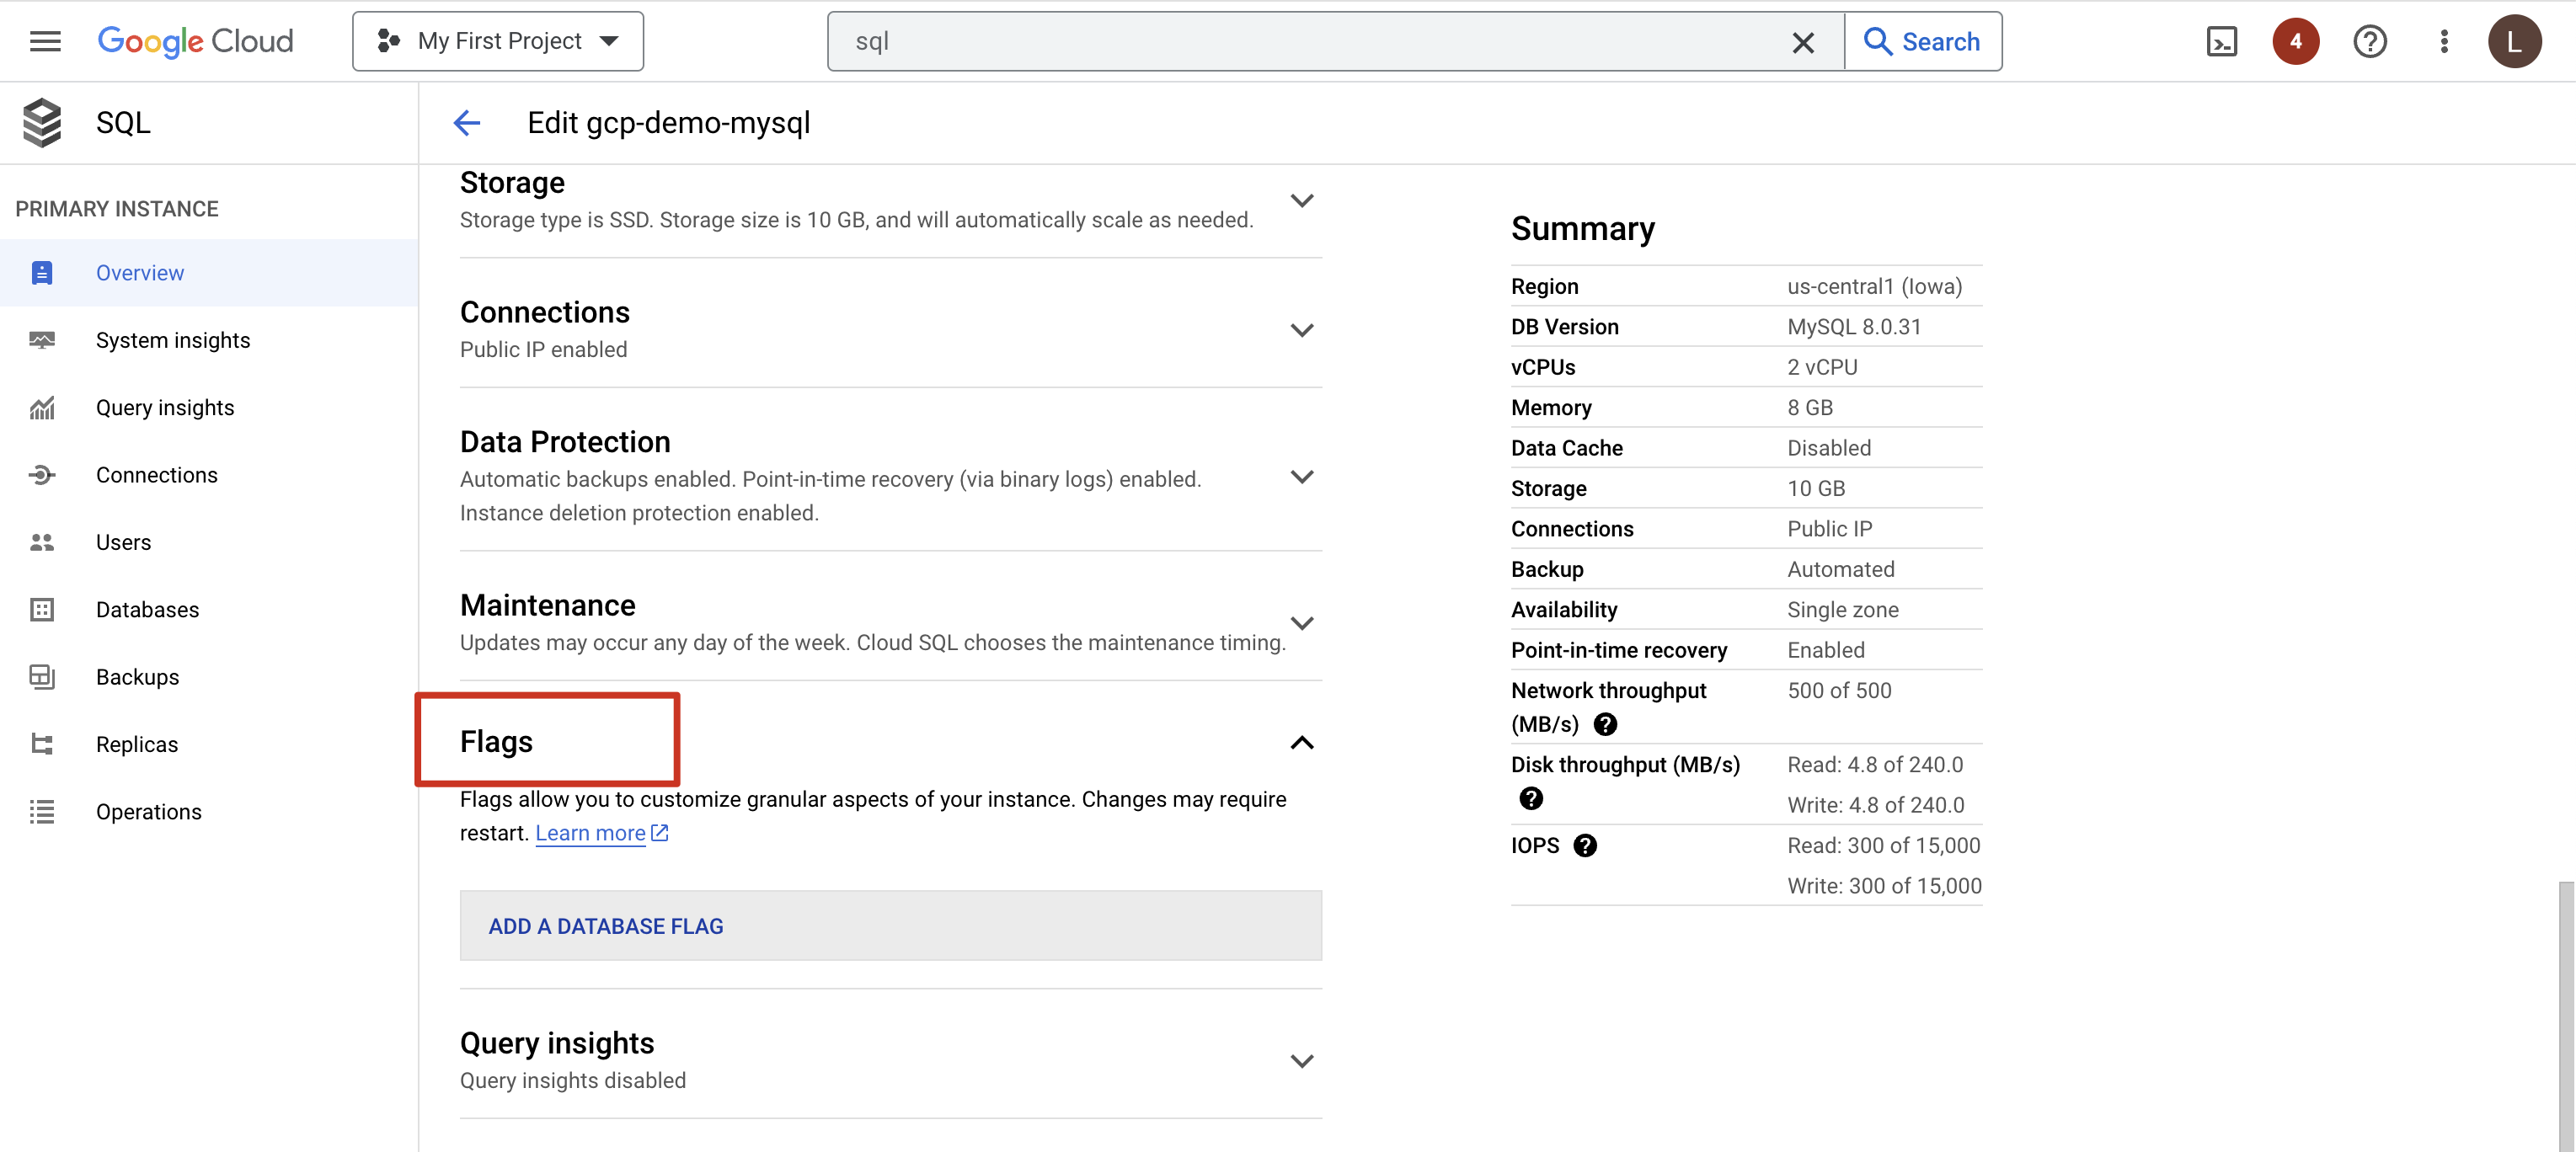 Google Cloud
My First Project
sql
Search
4
L
SQL
Edit gcp-demo-mysql
PRIMARY INSTANCE
Overview
System insights
Query insights
Connections
Users
Databases
Backups
Replicas
Operations
Storage
Storage type is SSD. Storage size is 10 GB, and will automatically scale as needed.
Connections
Public IP enabled
Data Protection
Automatic backups enabled. Point-in-time recovery (via binary logs) enabled.
Instance deletion protection enabled.
Maintenance
Updates may occur any day of the week. Cloud SQL chooses the maintenance timing.
Flags
Flags allow you to customize granular aspects of your instance. Changes may require
restart. Learn more
ADD A DATABASE FLAG
Query insights
Query insights disabled
Summary
Region us-central1 (Iowa)
DB Version MySQL 8.0.31
vCPUs 2 vCPU
Memory 8 GB
Data Cache Disabled
Storage 10 GB
Connections Public IP
Backup Automated
Availability Single zone
Point-in-time recovery Enabled
Network throughput 500 of 500
(MB/s) ?
Disk throughput (MB/s) Read: 4.8 of 240.0
? Write: 4.8 of 240.0
IOPS ? Read: 300 of 15,000
Write: 300 of 15,000